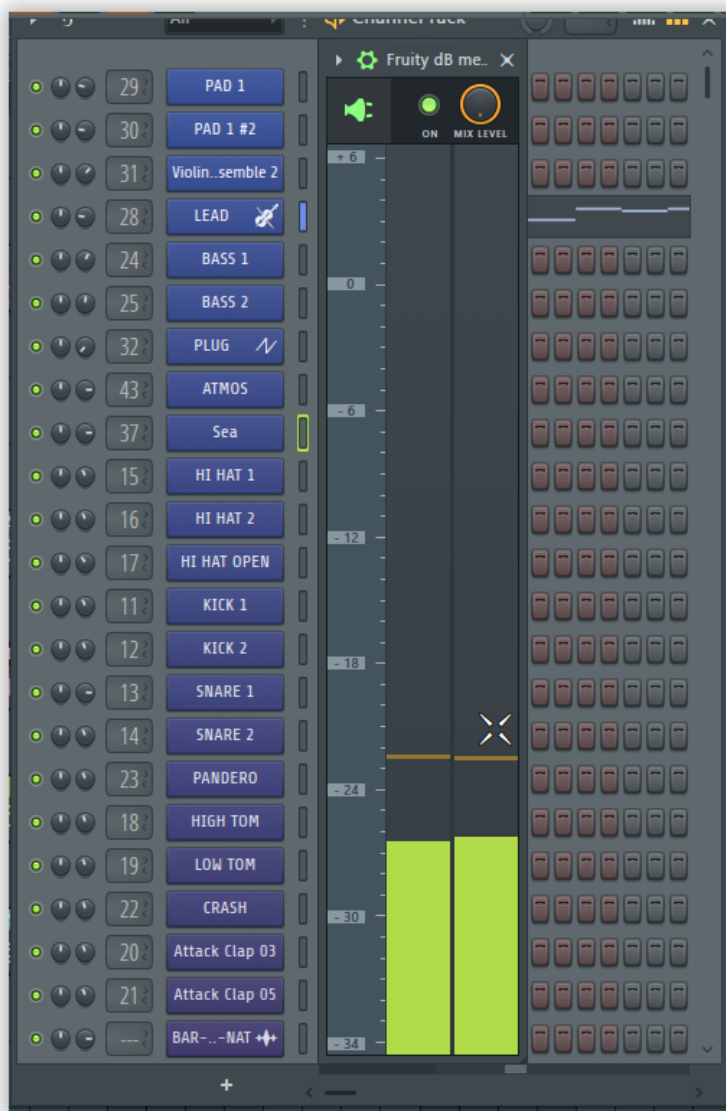 All
Channel rack
Fruity dB me...
ON
MIX LEVEL
+ 6
0
- 6
- 12
- 18
- 24
- 30
- 34
29 PAD 1
30 PAD 1 #2
31 Violin..semble 2
28 LEAD
24 BASS 1
25 BASS 2
32 PLUG
43 ATMOS
37 Sea
15 HI HAT 1
16 HI HAT 2
17 HI HAT OPEN
11 KICK 1
12 KICK 2
13 SNARE 1
14 SNARE 2
23 PANDERO
18 HIGH TOM
19 LOW TOM
22 CRASH
20 Attack Clap 03
21 Attack Clap 05
--- BAR-..-NAT
+